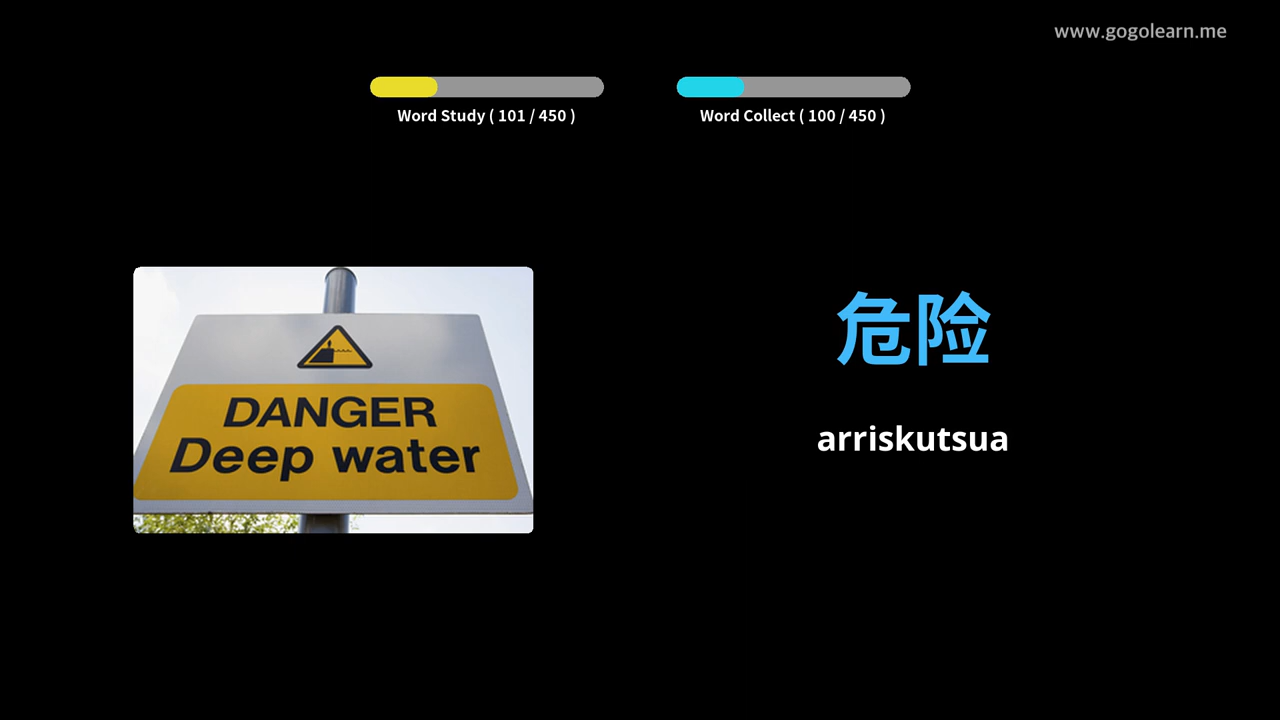 www.gogolearn.me
Word Study ( 101 / 450 )
Word Collect ( 100 / 450 )
DANGER
Deep water
危险
arriskutsua